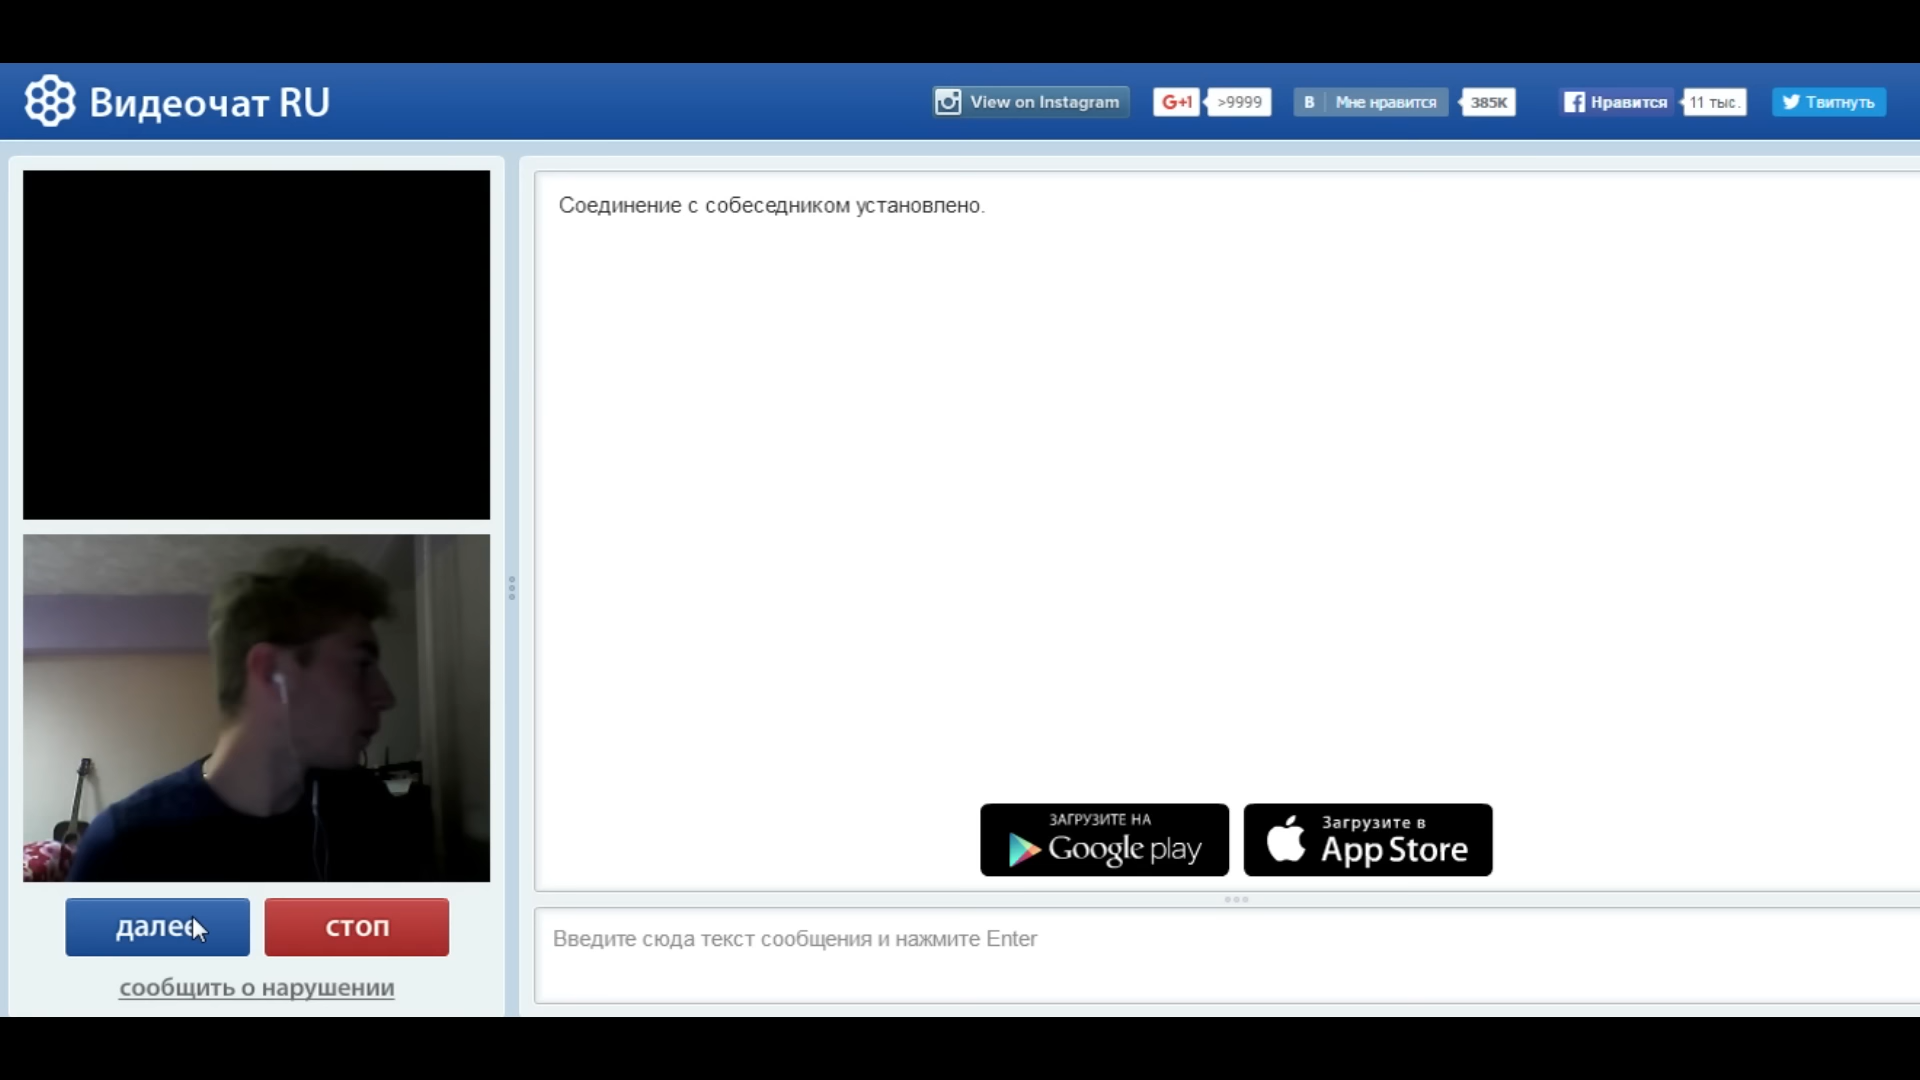 Видеочат RU
View on Instagram
G+1
>9999
B Мне нравится
385K
Нравится
11 тыс.
Твитнуть
Соединение с собеседником установлено.
ЗАГРУЗИТЕ НА
Google play
Загрузите в
App Store
далее
стоп
Введите сюда текст сообщения и нажмите Enter
сообщить о нарушении